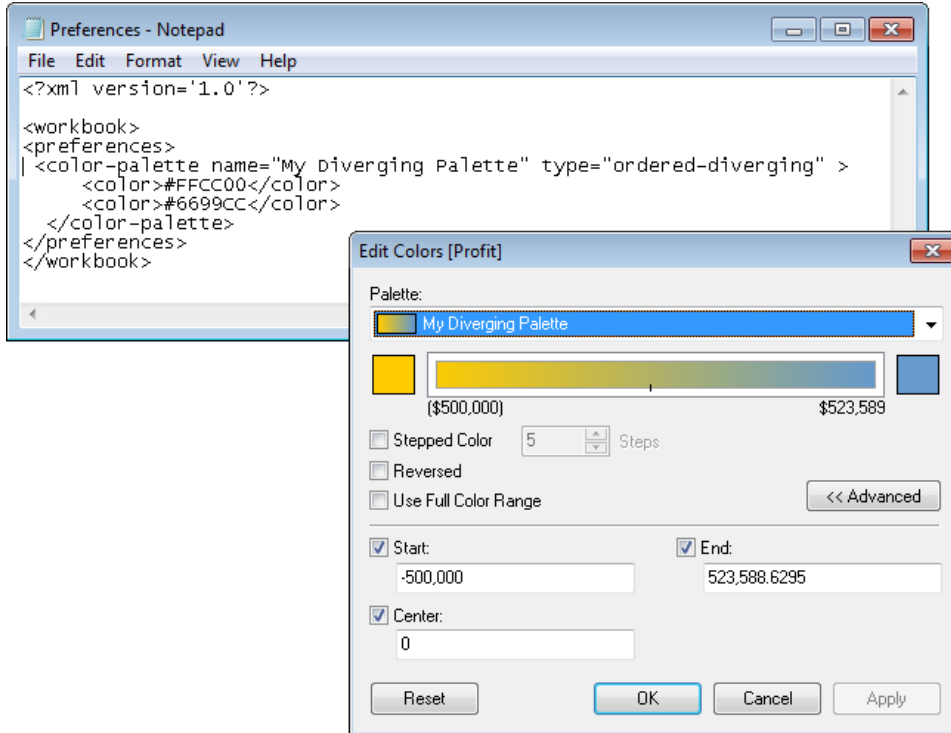 Preferences - Notepad
File Edit Format View Help
<?xml version='1.0'?>
<workbook>
<preferences>
<color-palette name="My Diverging Palette" type="ordered-diverging" >
<color>#FFCC00</color>
<color>#6699CC</color>
</color-palette>
</preferences>
</workbook>
Edit Colors [Profit]
Palette:
My Diverging Palette
($500,000) $523,589
Stepped Color 5 Steps
Reversed
Use Full Color Range << Advanced
Start: End:
-500,000 523,588.6295
Center:
0
Reset OK Cancel Apply